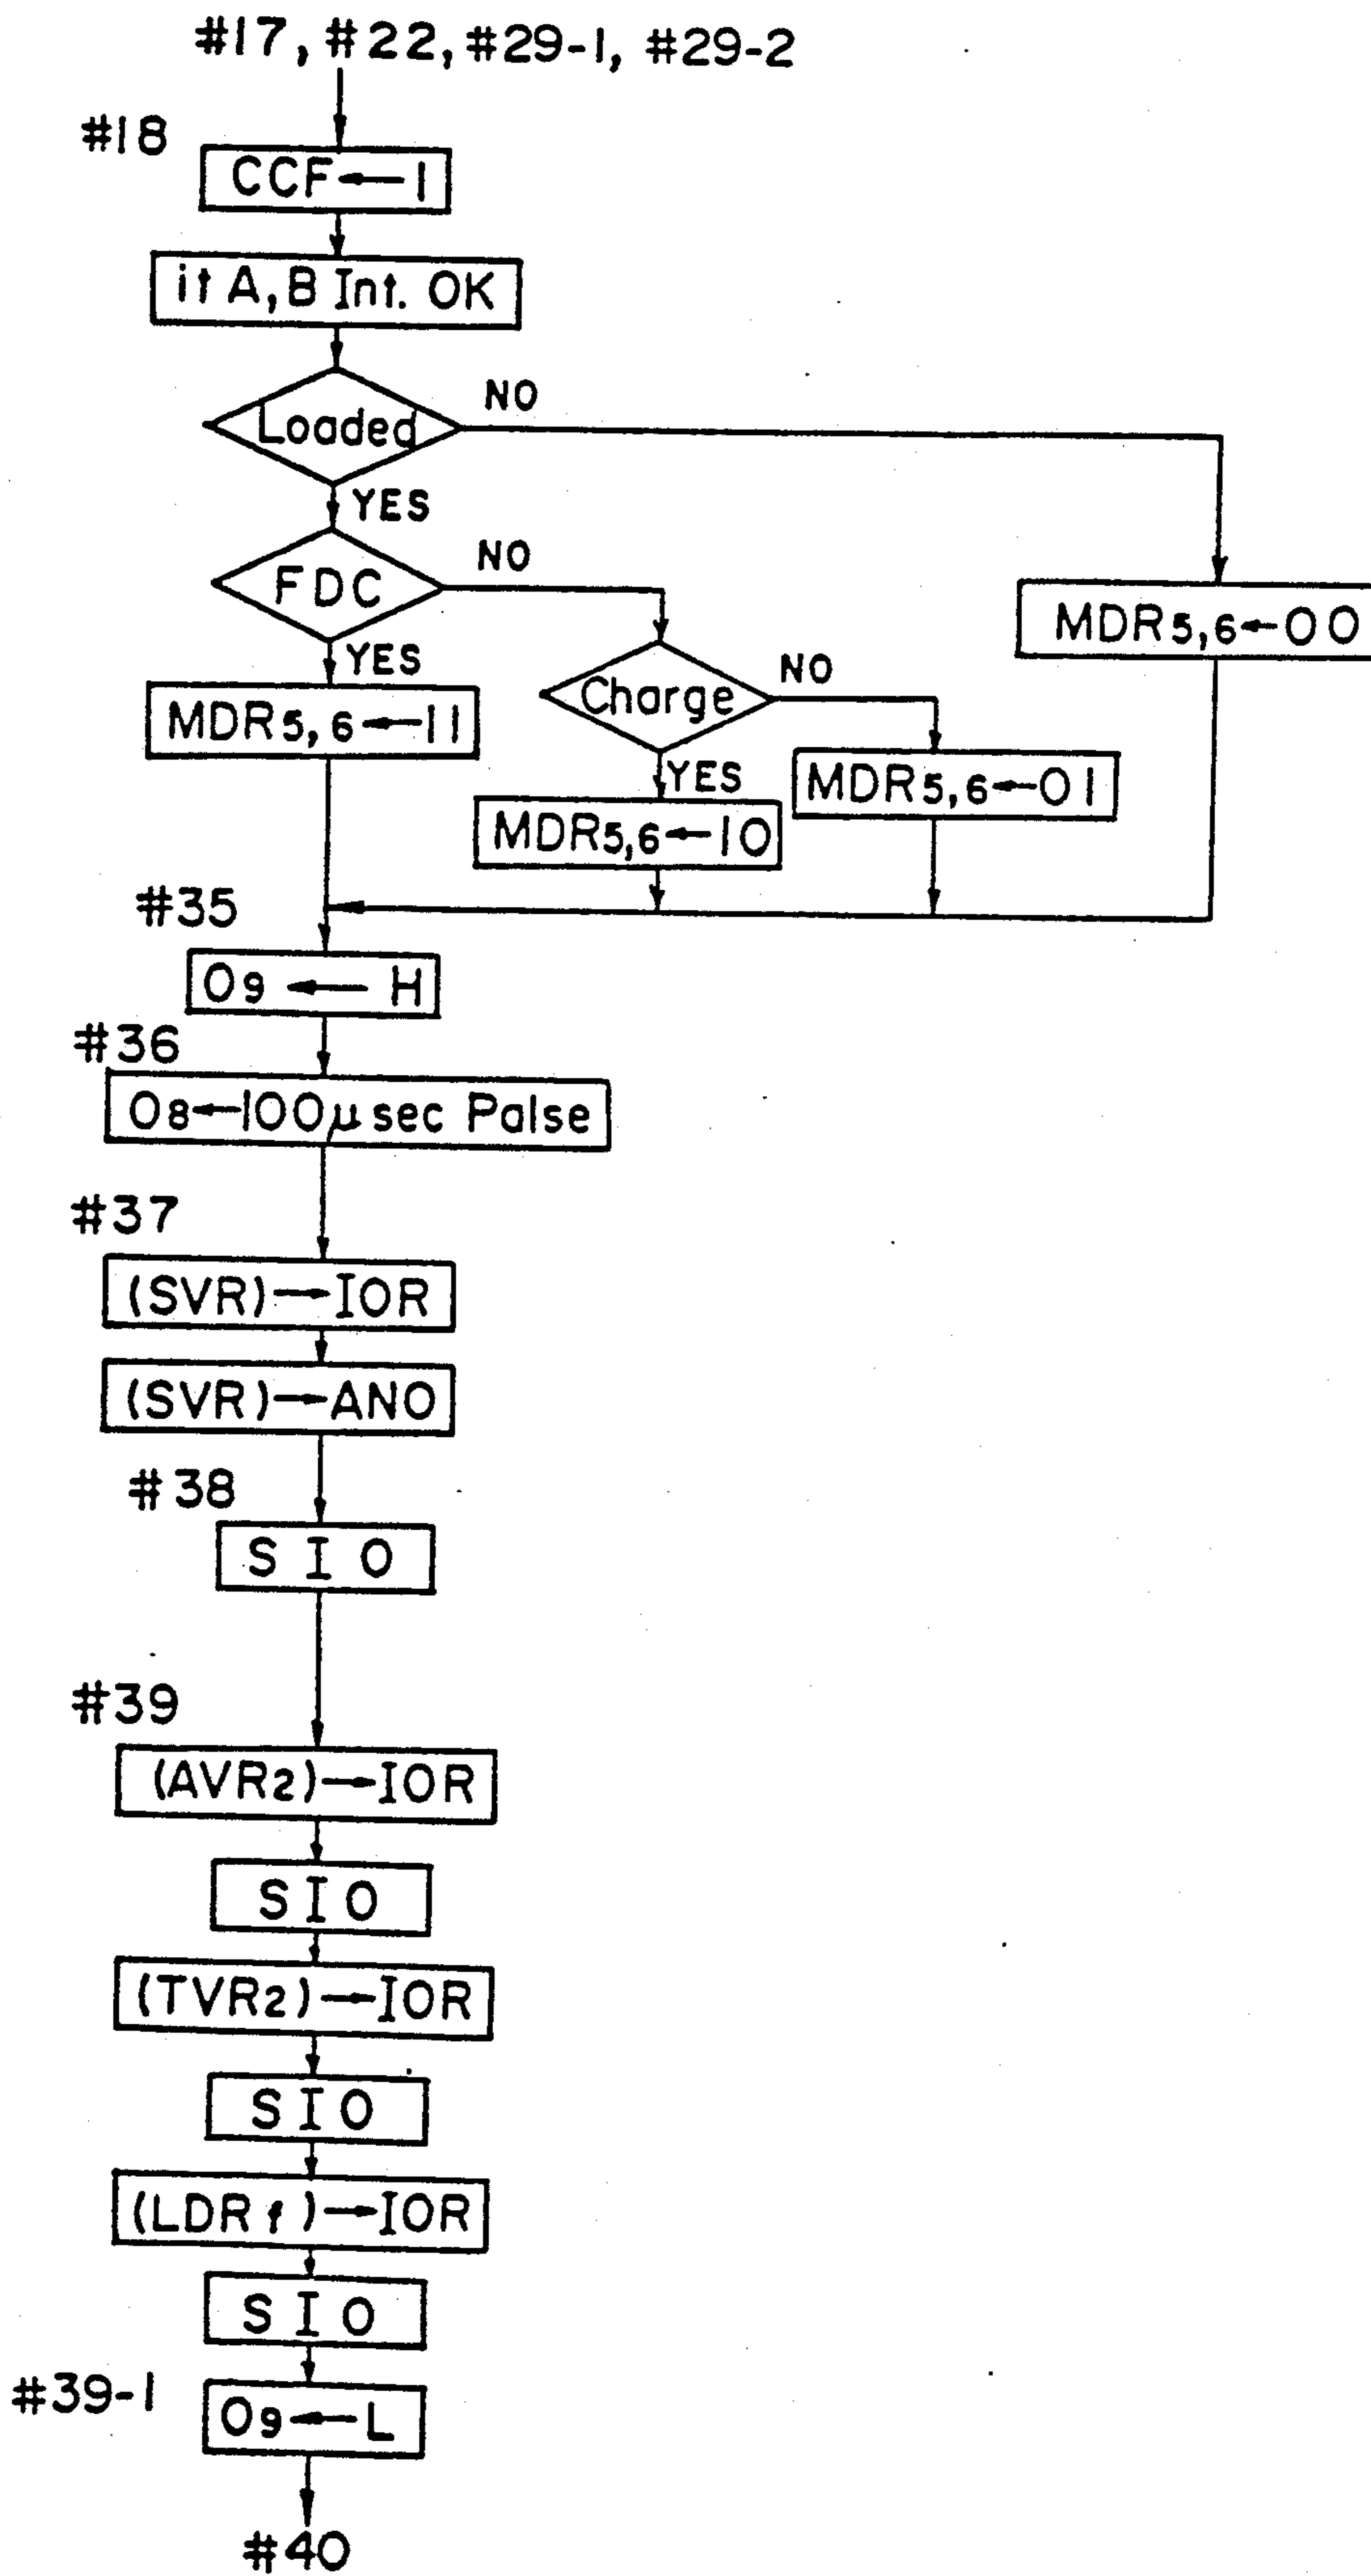 #17, #22, #29-1, #29-2
#18
CCF←1
it A, B Int. OK
Loaded
NO
YES
FDC
NO
MDR5,6←00
YES
Charge
NO
MDR5,6←11
YES
MDR5,6←01
MDR5,6←10
#35
O9 ← H
#36
O8←100μsec Palse
#37
(SVR)→IOR
(SVR)→ANO
#38
SIO
#39
(AVR2)→IOR
SIO
(TVR2)→IOR
SIO
(LDRf)→IOR
SIO
#39-1
O9←L
#40